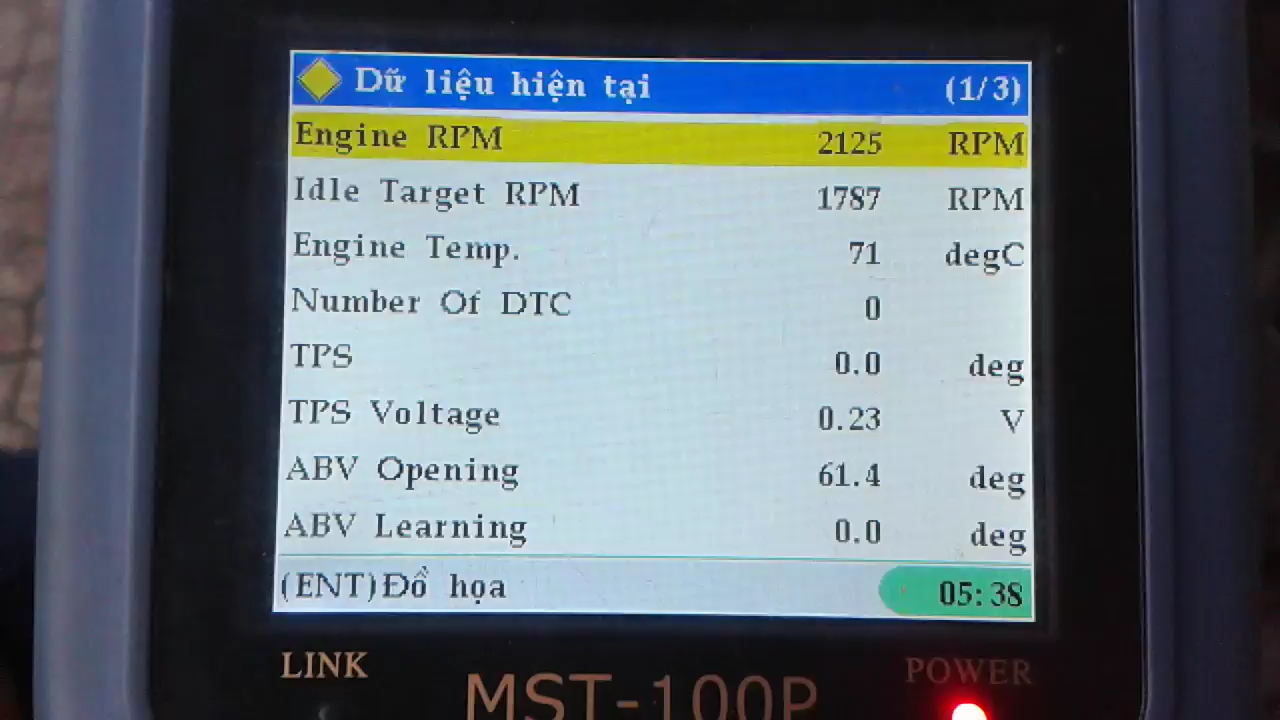 Dữ liệu hiện tại (1/3)
Engine RPM 2125 RPM
Idle Target RPM 1787 RPM
Engine Temp. 71 degC
Number Of DTC 0
TPS 0.0 deg
TPS Voltage 0.23 V
ABV Opening 61.4 deg
ABV Learning 0.0 deg
(ENT)Đồ họa 05:38
LINK POWER
MST-100P